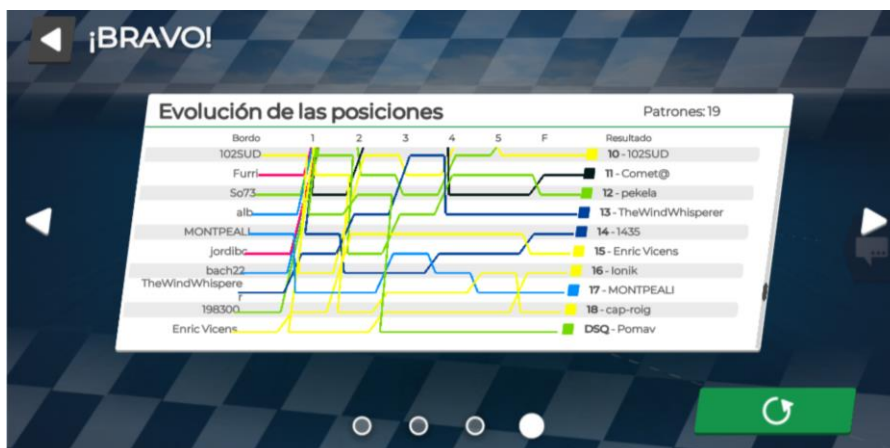 ¡BRAVO!
Evolución de las posiciones
Patrones: 19
Bordo 1 2 3 4 5 F Resultado
102SUD 10 - 102SUD
Furri 11 - Comet@
So73 12 - pekela
alb 13 - TheWindWhisperer
MONTPEALI 14 - 1435
jordibc 15 - Enric Vicens
bach22 16 - Ionik
TheWindWhispere
r 17 - MONTPEALI
198300 18 - cap-roig
Enric Vicens DSQ - Pomav